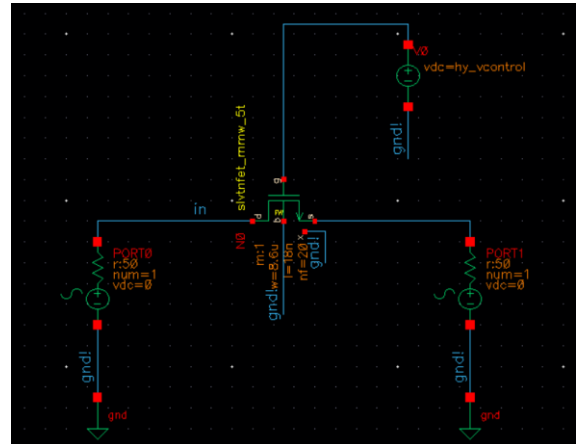 V0
vdc=hy_vcontrol
gnd!
slvtnfet_mmw_5t
g
in
d
b
s
x
N0
m:1
w=8.6u
l=18n
nf=20
gnd!
gnd!
PORT0
r:50
num=1
vdc=0
gnd!
gnd
PORT1
r:50
num=1
vdc=0
gnd!
gnd